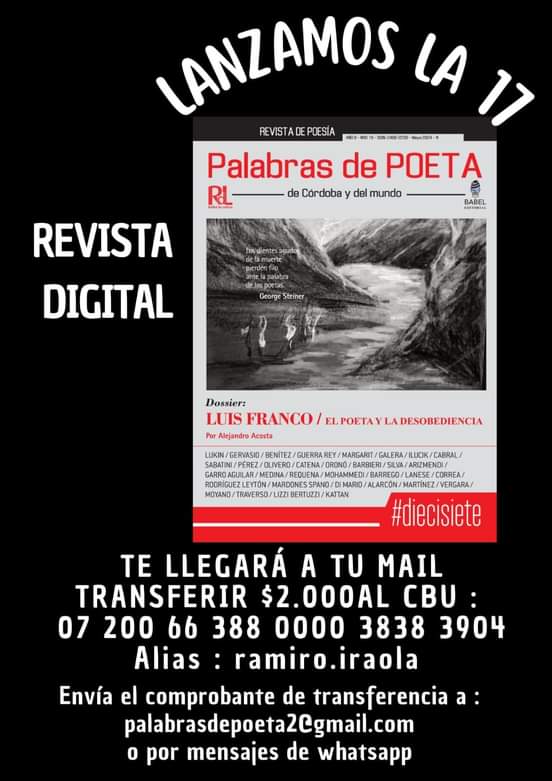 LANZAMOS LA 17
REVISTA DE POESÍA
Palabras de POETA
de Córdoba y del mundo
BABEL
EDITORIAL
REVISTA
DIGITAL
Los dientes agudos
de la muerte
pierden filo
ante la palabra
de los poetas.
George Steiner
Dossier:
LUIS FRANCO / EL POETA Y LA DESOBEDIENCIA
Por Alejandro Acosta
LUKIN / GERVASIO / BENÍTEZ / GUERRA REY / MARGARIT / GALERA / ILUCIK / CABRAL /
SABATINI / PÉREZ / OLIVERO / CATENA / ORONÓ / BARBIERI / SILVA / ARIZMENDI /
GARRO AGUILAR / MEDINA / REQUENA / MOHAMMEDI / BARREGO / LANESE / CORREA /
RODRÍGUEZ LEYTÓN / MARDONES SPANO / DI MARIO / ALARCÓN / MARTÍNEZ / VERGARA /
MOYANO / TRAVERSO / LIZZI BERTUZZI / KATTAN
#diecisiete
TE LLEGARÁ A TU MAIL
TRANSFERIR $2.000AL CBU :
07 200 66 388 0000 3838 3904
Alias : ramiro.iraola
Envía el comprobante de transferencia a :
palabrasdepoeta2@gmail.com
o por mensajes de whatsapp